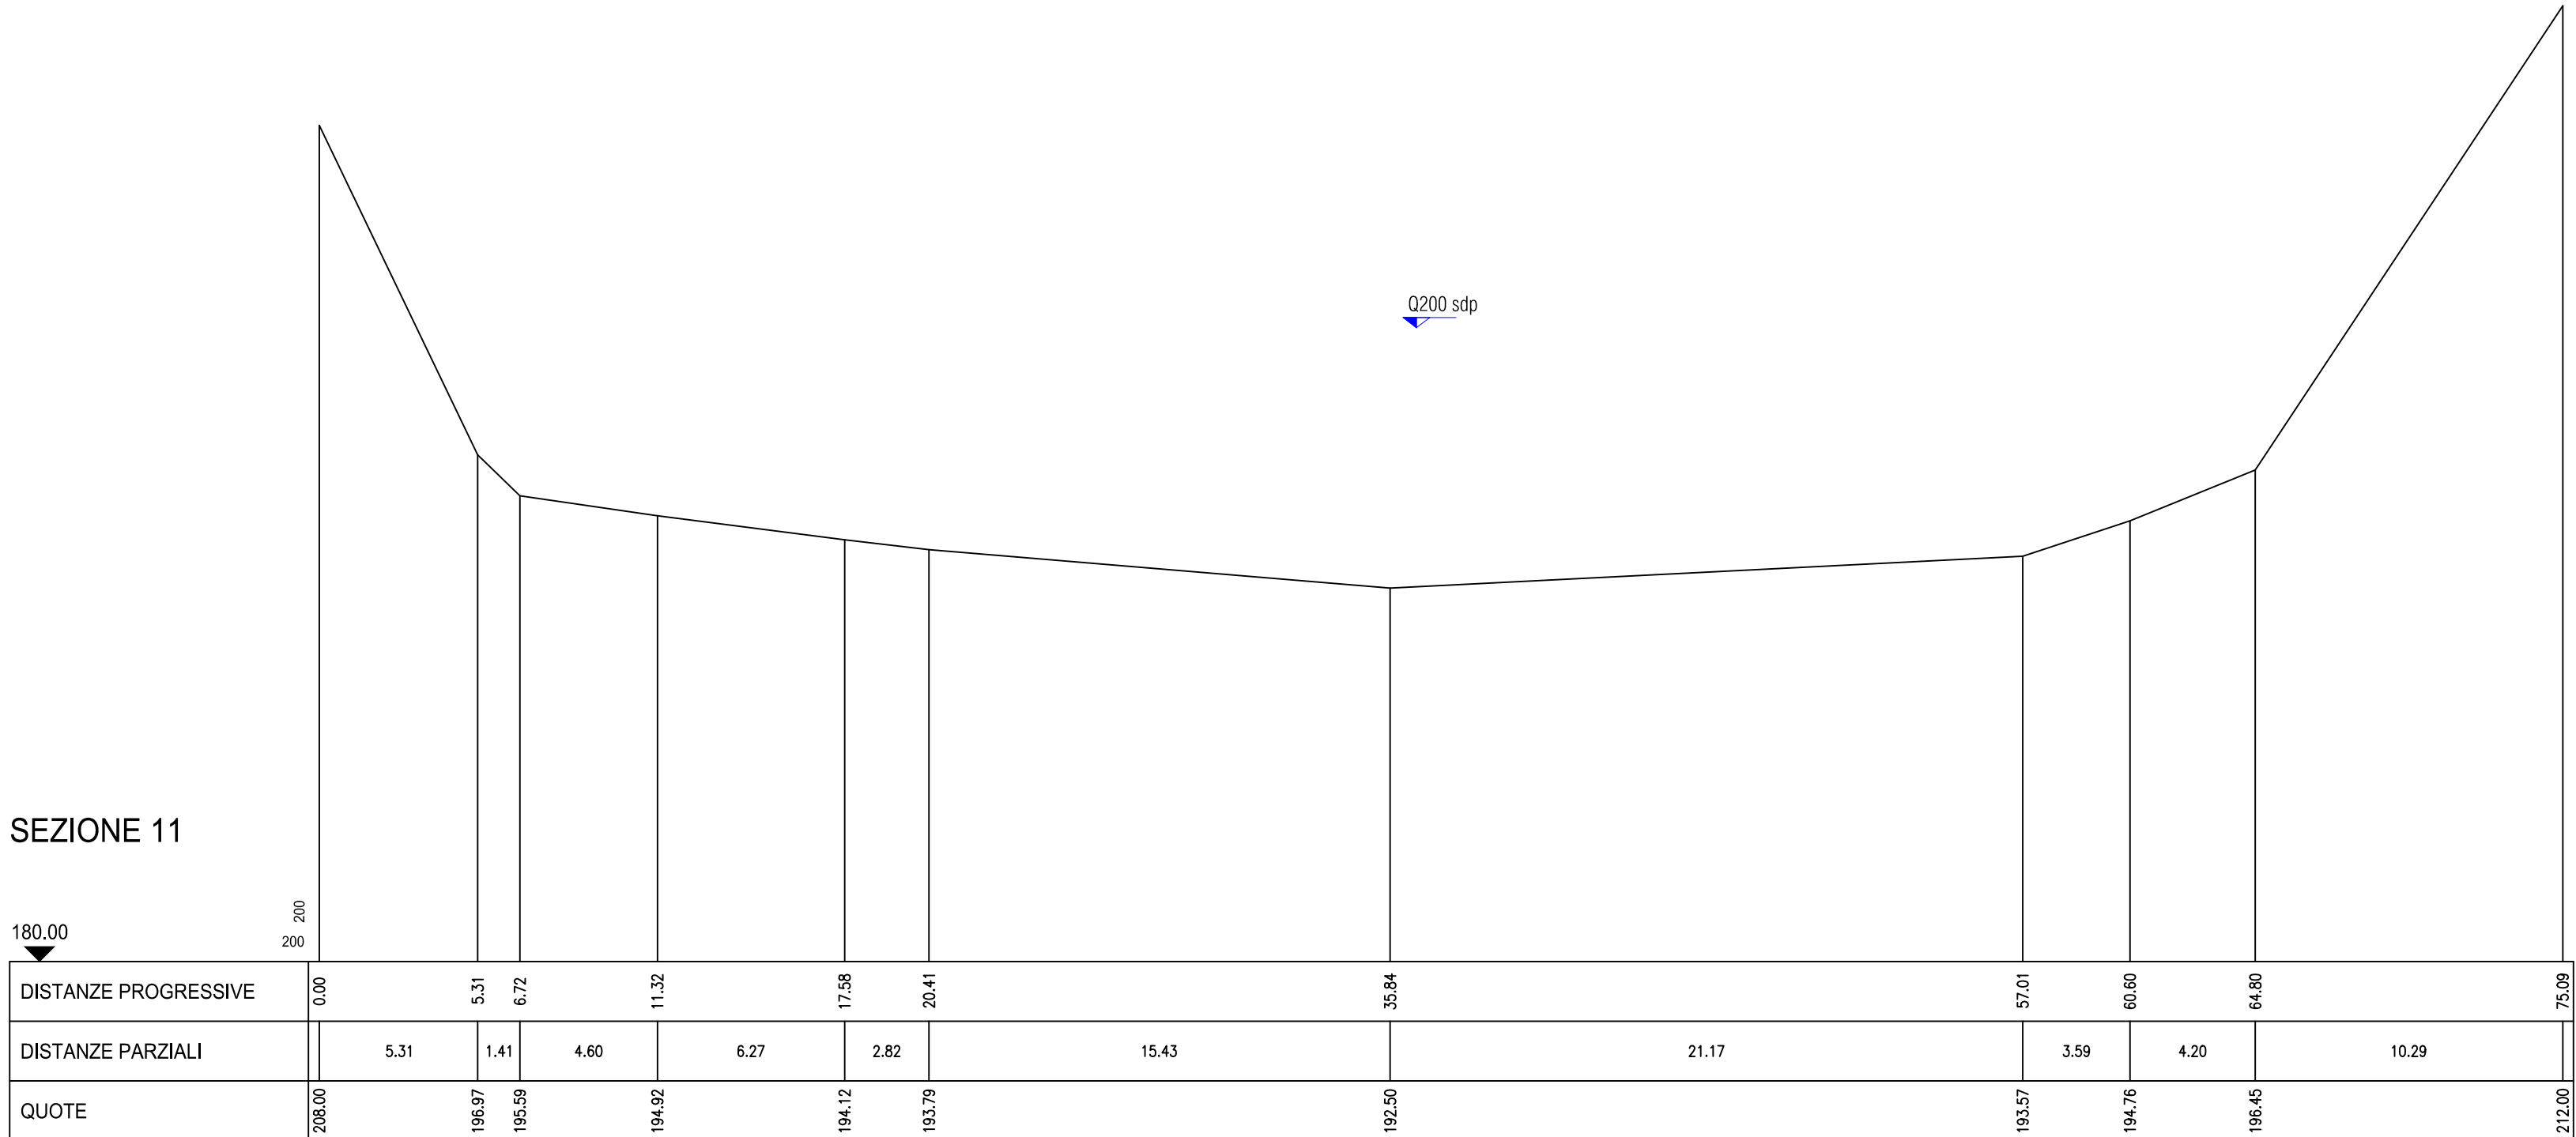 Q200 sdp
SEZIONE 11
200
180.00
200
DISTANZE PROGRESSIVE 0.00 5.31 6.72 11.32 17.58 20.41 35.84 57.01 60.60 64.80 75.09
DISTANZE PARZIALI 5.31 1.41 4.60 6.27 2.82 15.43 21.17 3.59 4.20 10.29
QUOTE 208.00 196.97 195.59 194.92 194.12 193.79 192.50 193.57 194.76 196.45 212.00